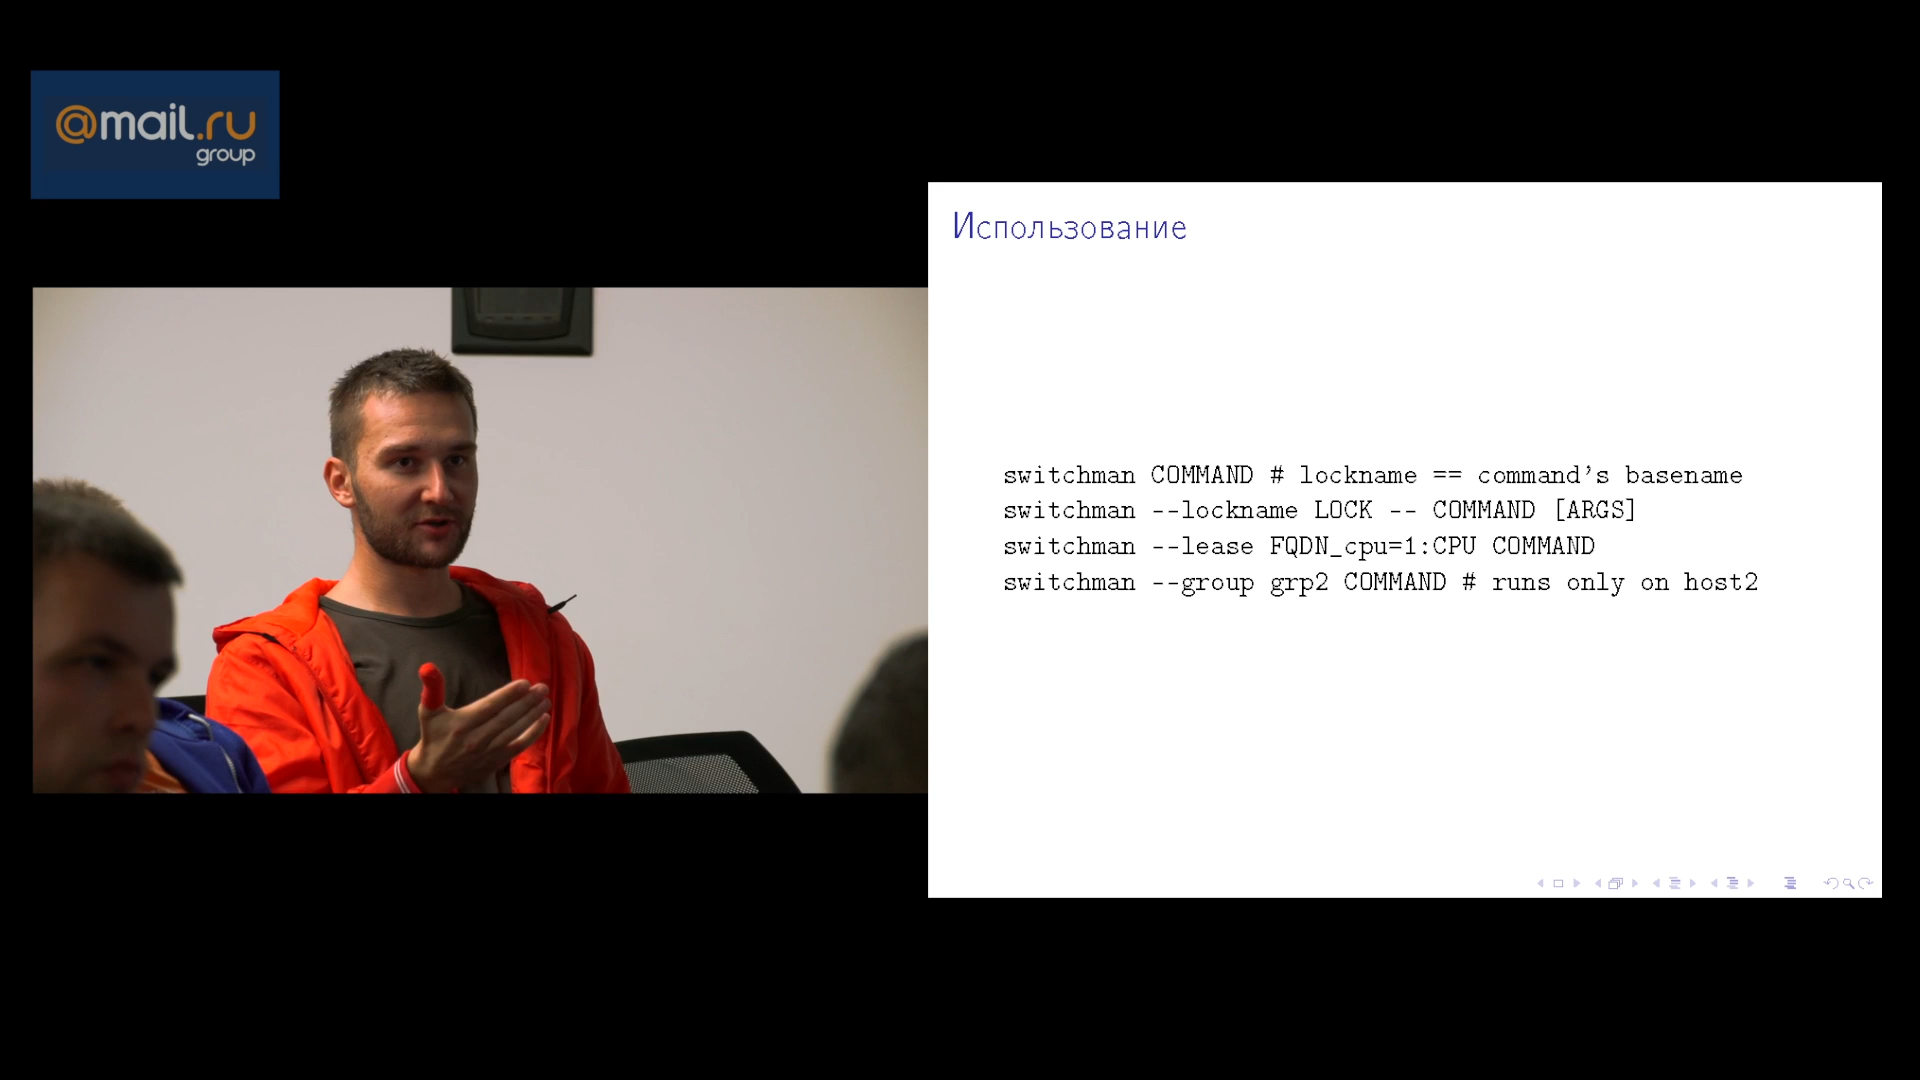 @mail.ru
group
Использование
switchman COMMAND # lockname == command's basename
switchman --lockname LOCK -- COMMAND [ARGS]
switchman --lease FQDN_cpu=1:CPU COMMAND
switchman --group grp2 COMMAND # runs only on host2